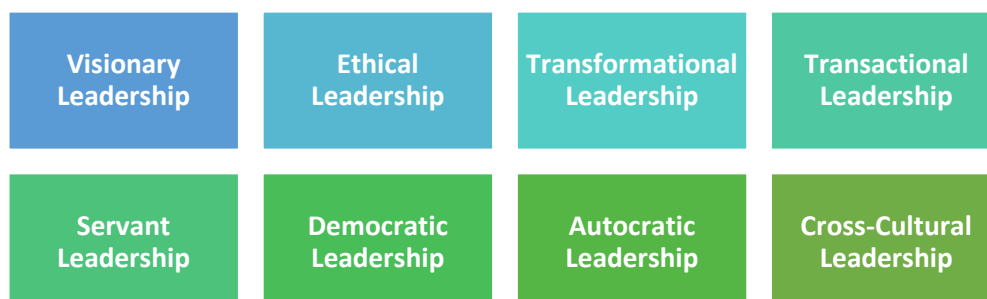 Visionary
Leadership
Ethical
Leadership
Transformational
Leadership
Transactional
Leadership
Servant
Leadership
Democratic
Leadership
Autocratic
Leadership
Cross-Cultural
Leadership